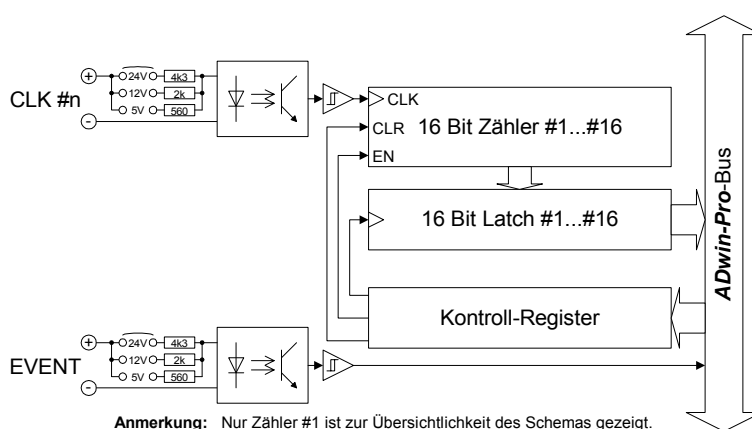 24V 4k3
12V 2k
5V 560
CLK #n
CLK
CLR
EN
16 Bit Zähler #1...#16
16 Bit Latch #1...#16
Kontroll-Register
ADwin-Pro-Bus
24V 4k3
12V 2k
5V 560
EVENT
Anmerkung: Nur Zähler #1 ist zur Übersichtlichkeit des Schemas gezeigt.